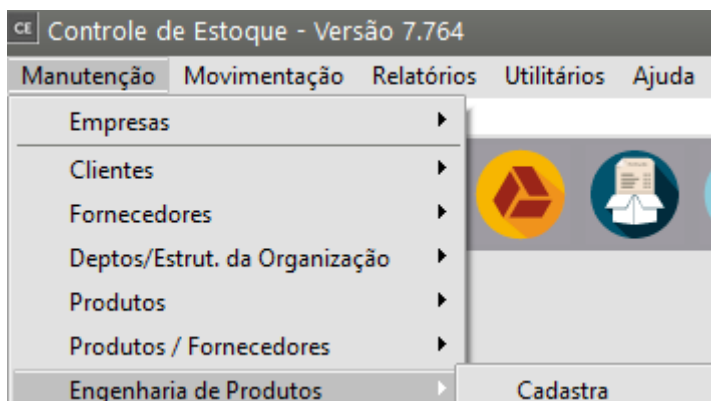 CE Controle de Estoque - Versão 7.764
Manutenção Movimentação Relatórios Utilitários Ajuda
Empresas
Clientes
Fornecedores
Deptos/Estrut. da Organização
Produtos
Produtos / Fornecedores
Engenharia de Produtos Cadastra